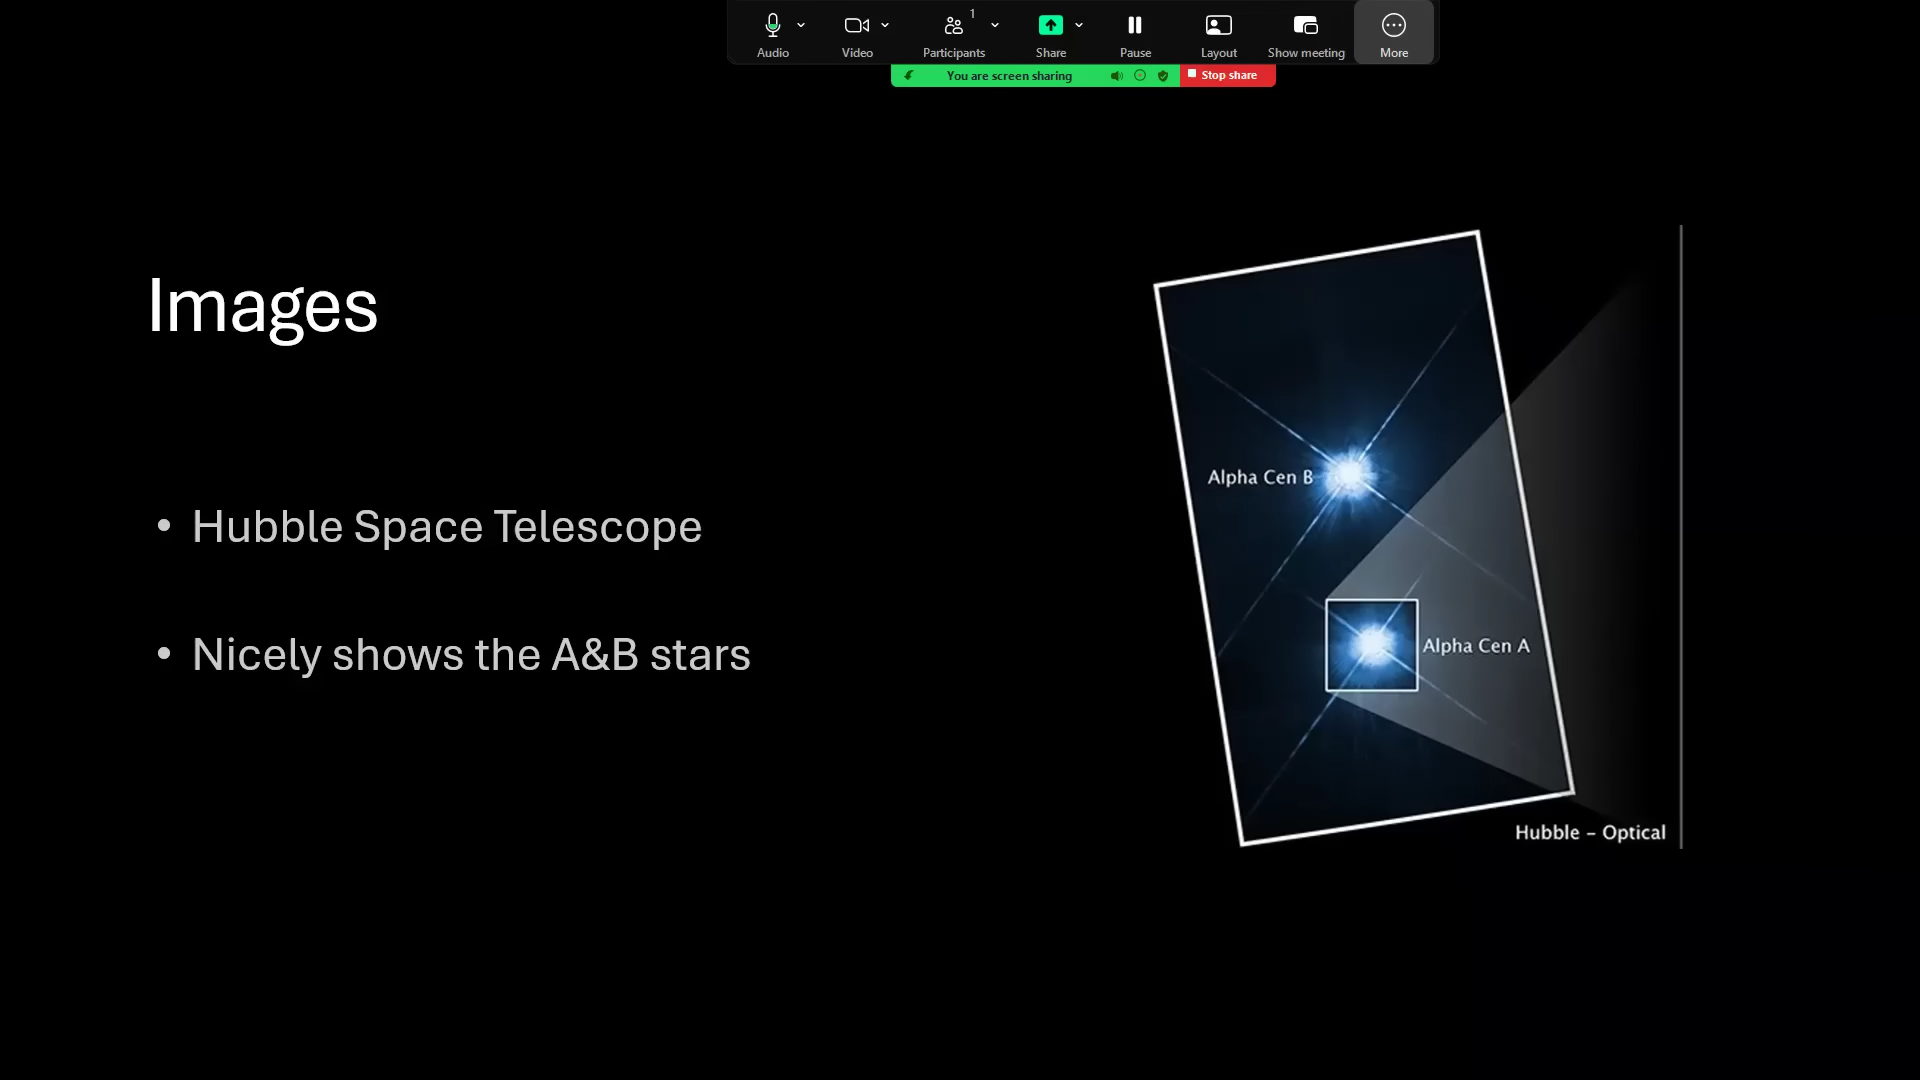 1
Audio
Video
Participants
Share
Pause
Layout
Show meeting
More
You are screen sharing
Stop share
Images
• Hubble Space Telescope
• Nicely shows the A&B stars
Alpha Cen B
Alpha Cen A
Hubble – Optical